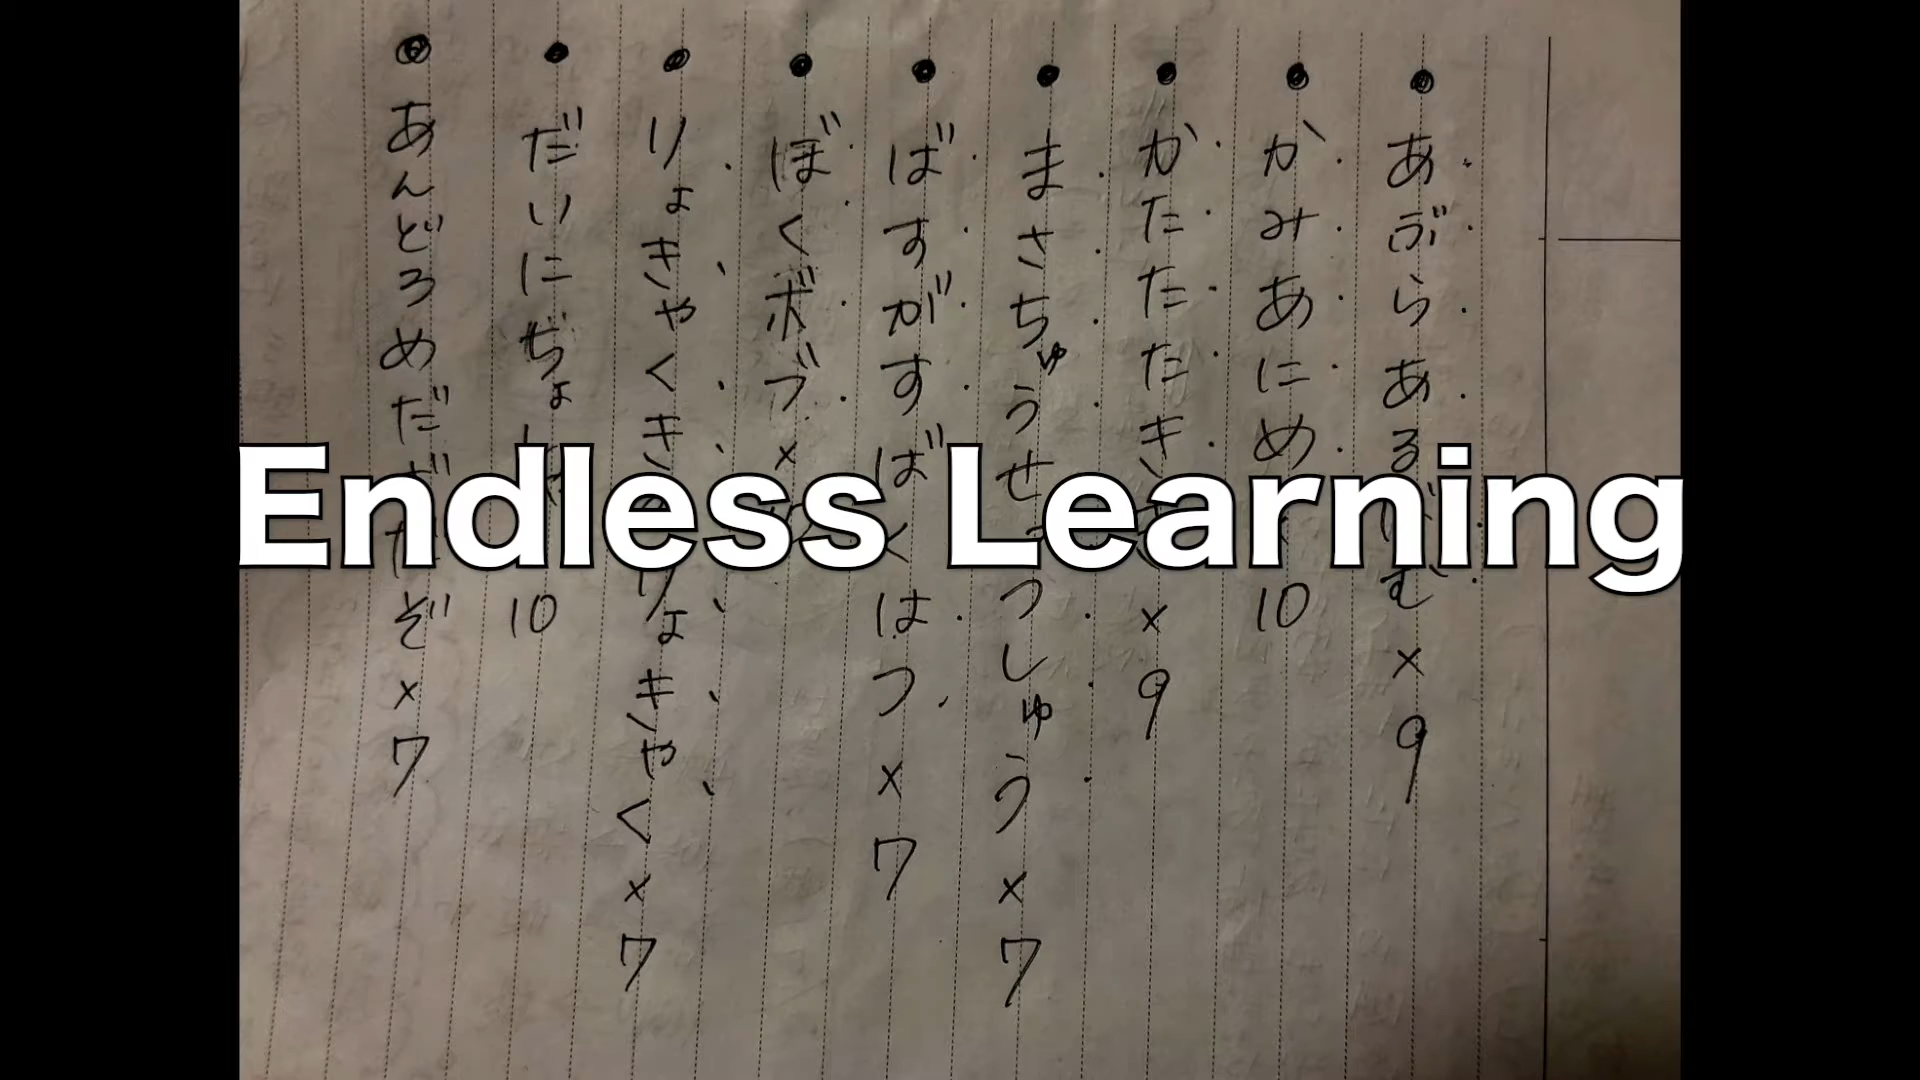 Endless Learning
●あぶらある む×9
●かみあにめ 10
●かたたたき ×9
●まさちゅうせっつしゅう×7
●ばすがすばくはつ×7
●ぼくボブ×
●りょきゃくき りょきゃく×7
●だいにぢょ 10
●あんどろめだ だぞ×7